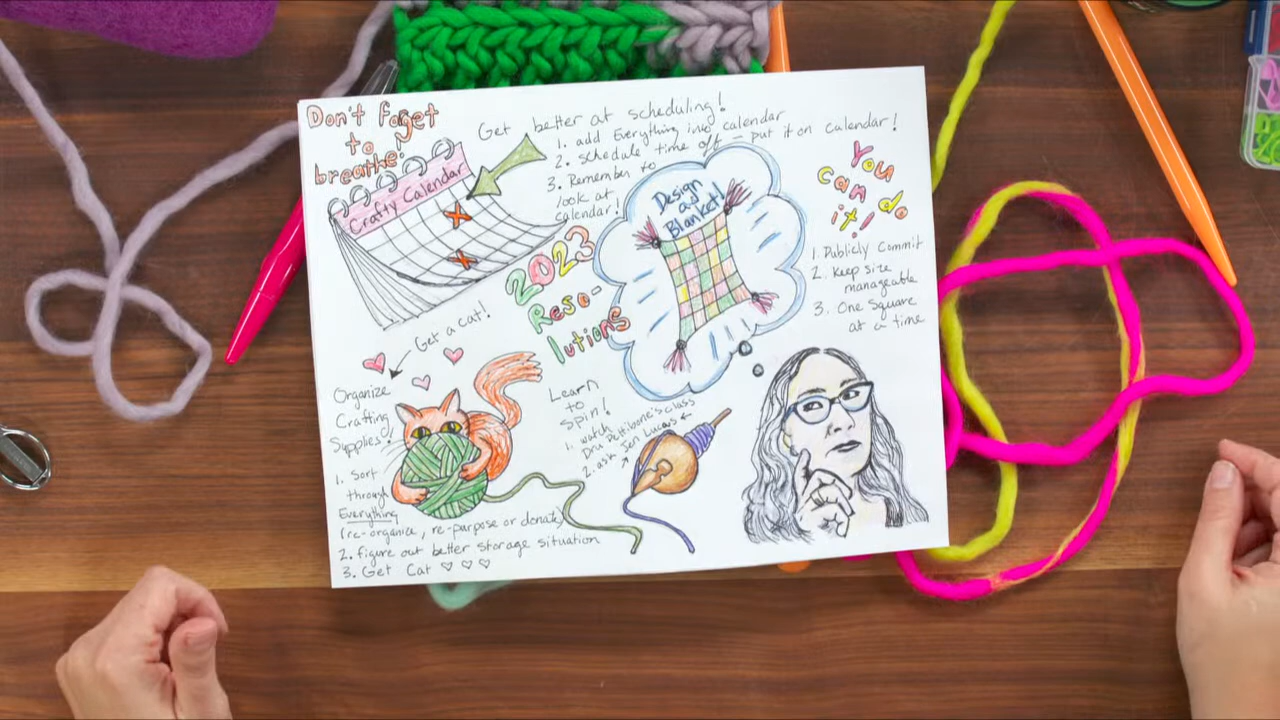 Don't forget
to
breathe.
Crafty Calendar
Get better at scheduling!
1. add Everything into calendar
2. schedule time off - put it on calendar!
3. Remember to
look at
calendar!
2023
Reso-
lutions
Design
a
Blanket!
You
can do
it!
1. Publicly Commit
2. Keep size
manageable
3. One Square
at a time
Get a cat!
Organize
Crafting
Supplies!
1. Sort
through
Everything
(re-organize, re-purpose or donate)
2. figure out better storage situation
3. Get Cat ♡ ♡ ♡
Learn
to
Spin!
1. watch
Dru Pettibone's class
2. ask Jen Lucas